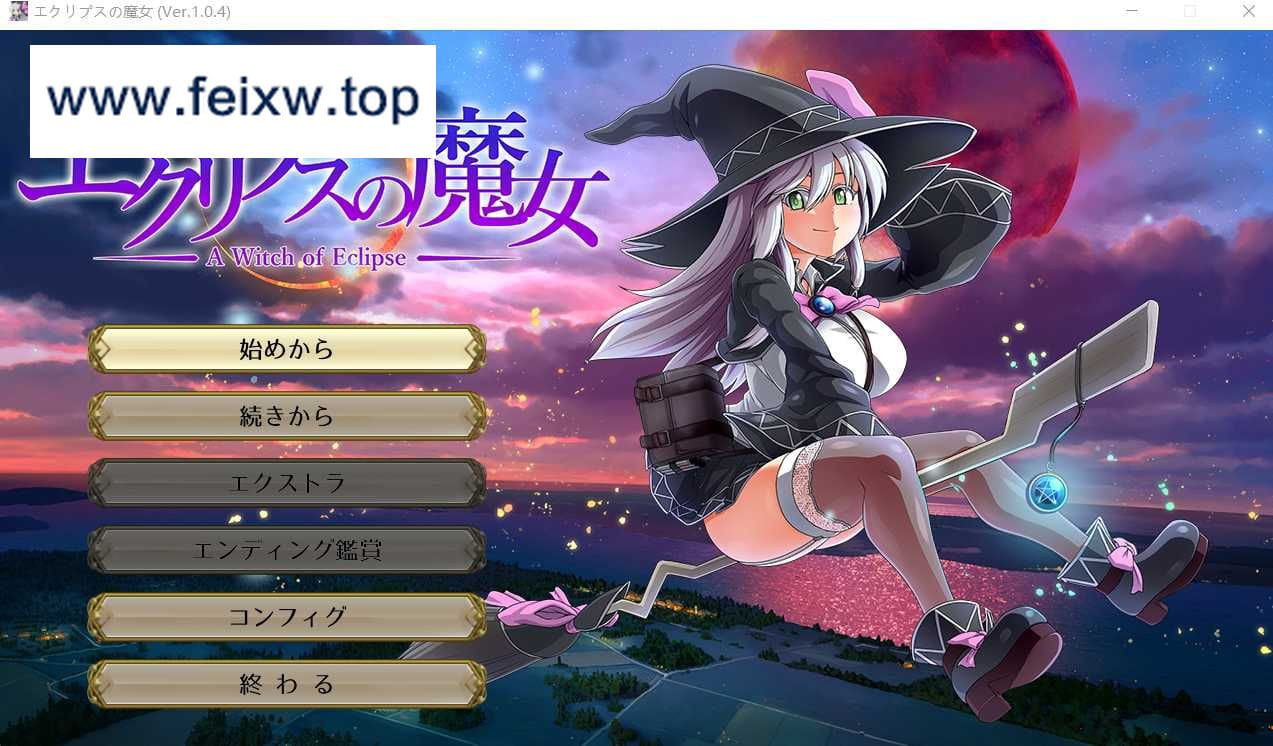 エクリプスの魔女 (Ver.1.0.4)
www.feixw.top
エクリプスの魔女
A Witch of Eclipse
始めから
続きから
エクストラ
エンディング鑑賞
コンフィグ
終わる